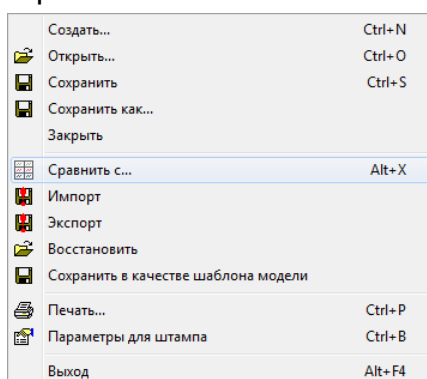 Создать... Ctrl+N
Открыть... Ctrl+O
Сохранить Ctrl+S
Сохранить как...
Закрыть
Сравнить с... Alt+X
Импорт
Экспорт
Восстановить
Сохранить в качестве шаблона модели
Печать... Ctrl+P
Параметры для штампа Ctrl+B
Выход Alt+F4